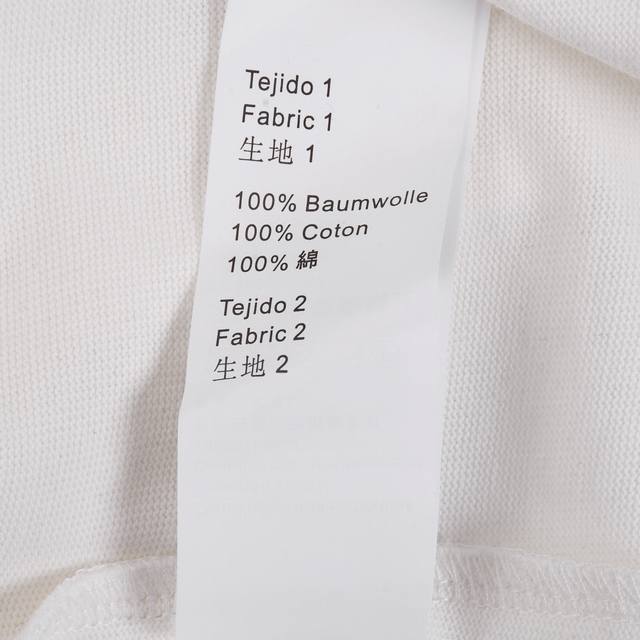 Tejido 1
Fabric 1
生地 1
100% Baumwolle
100% Coton
100% 綿
Tejido 2
Fabric 2
生地 2